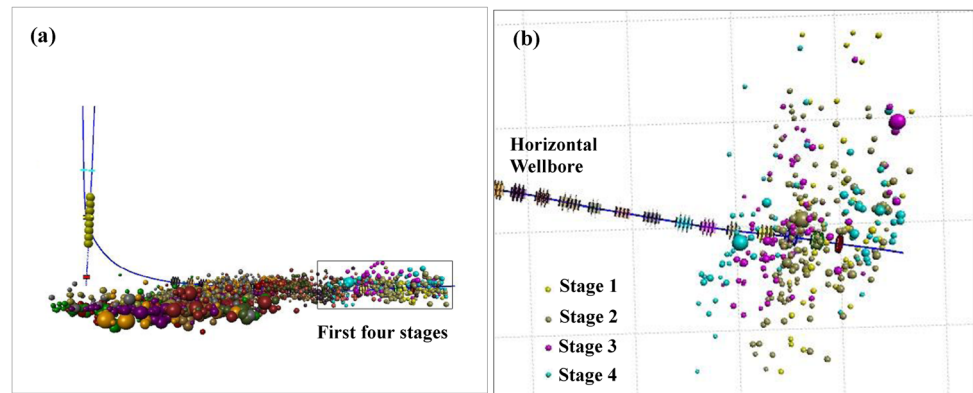 (a)
First four stages
(b)
Horizontal
Wellbore
Stage 1
Stage 2
Stage 3
Stage 4